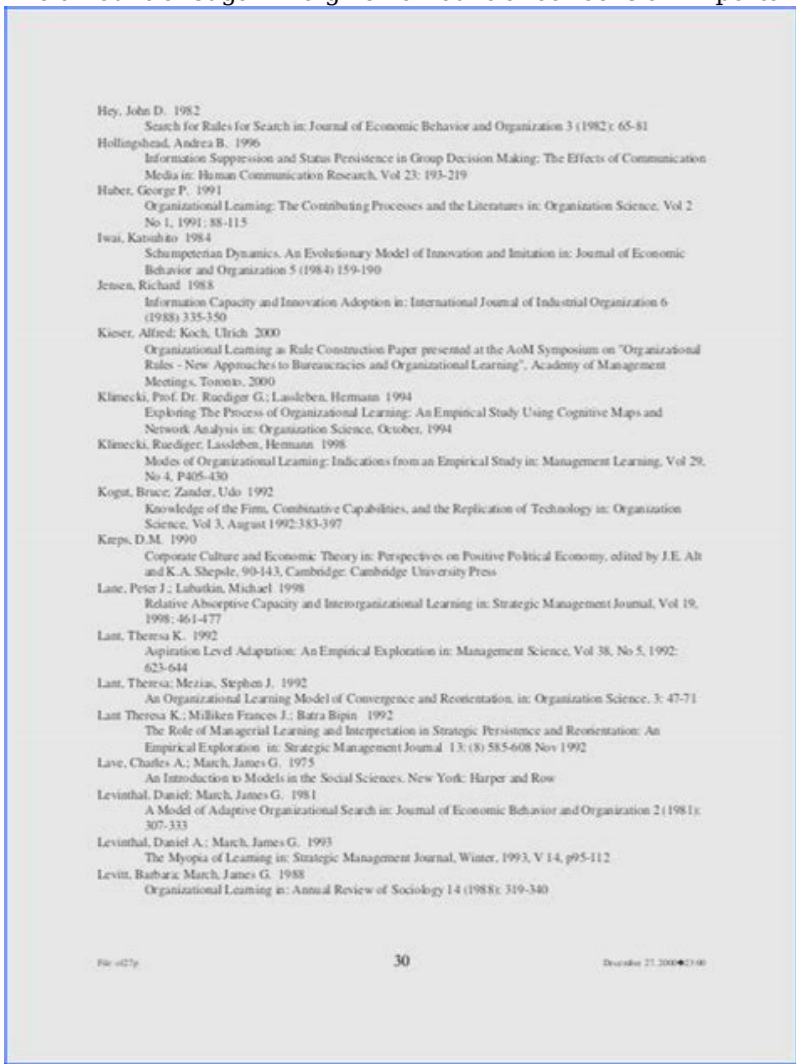 Hey, John D. 1982
Search for Rules for Search in: Journal of Economic Behavior and Organization 3 (1982): 65-81
Hollingshead, Andrea B. 1996
Information Suppression and Status Persistence in Group Decision Making: The Effects of Communication
Media in: Human Communication Research, Vol 23: 193-219
Huber, George P. 1991
Organizational Learning: The Contributing Processes and the Literatures in: Organization Science, Vol 2
No 1, 1991: 88-115
Iwai, Katsuhito 1984
Schumpeterian Dynamics. An Evolutionary Model of Innovation and Imitation in: Journal of Economic
Behavior and Organization 5 (1984) 159-190
Jensen, Richard 1988
Information Capacity and Innovation Adoption in: International Journal of Industrial Organization 6
(1988) 335-350
Kieser, Alfred; Koch, Ulrich 2000
Organizational Learning as Rule Construction Paper presented at the AoM Symposium on "Organizational
Rules - New Approaches to Bureaucracies and Organizational Learning", Academy of Management
Meetings, Toronto, 2000
Klimecki, Prof. Dr. Ruediger G.; Lassleben, Hermann 1994
Exploring The Process of Organizational Learning: An Empirical Study Using Cognitive Maps and
Network Analysis in: Organization Science, October, 1994
Klimecki, Ruediger; Lassleben, Hermann 1998
Modes of Organizational Learning: Indications from an Empirical Study in: Management Learning, Vol 29,
No 4, P405-430
Kogut, Bruce; Zander, Udo 1992
Knowledge of the Firm, Combinative Capabilities, and the Replication of Technology in: Organization
Science, Vol 3, August 1992:383-397
Kreps, D.M. 1990
Corporate Culture and Economic Theory in: Perspectives on Positive Political Economy, edited by J.E. Alt
and K.A. Shepsle, 90-143, Cambridge: Cambridge University Press
Lane, Peter J.; Lubatkin, Michael 1998
Relative Absorptive Capacity and Interorganizational Learning in: Strategic Management Journal, Vol 19,
1998: 461-477
Lant, Theresa K. 1992
Aspiration Level Adaptation: An Empirical Exploration in: Management Science, Vol 38, No 5, 1992:
623-644
Lant, Theresa; Mezias, Stephen J. 1992
An Organizational Learning Model of Convergence and Reorientation, in: Organization Science, 3: 47-71
Lant Theresa K.; Milliken Frances J.; Batra Bipin 1992
The Role of Managerial Learning and Interpretation in Strategic Persistence and Reorientation: An
Empirical Exploration in: Strategic Management Journal 13: (8) 585-608 Nov 1992
Lave, Charles A.; March, James G. 1975
An Introduction to Models in the Social Sciences. New York: Harper and Row
Levinthal, Daniel; March, James G. 1981
A Model of Adaptive Organizational Search in: Journal of Economic Behavior and Organization 2 (1981):
307-333
Levinthal, Daniel A.; March, James G. 1993
The Myopia of Learning in: Strategic Management Journal, Winter, 1993, V 14, p95-112
Levitt, Barbara; March, James G. 1988
Organizational Learning in: Annual Review of Sociology 14 (1988): 319-340
File: ol27p 30 December 27, 2000◆23:00